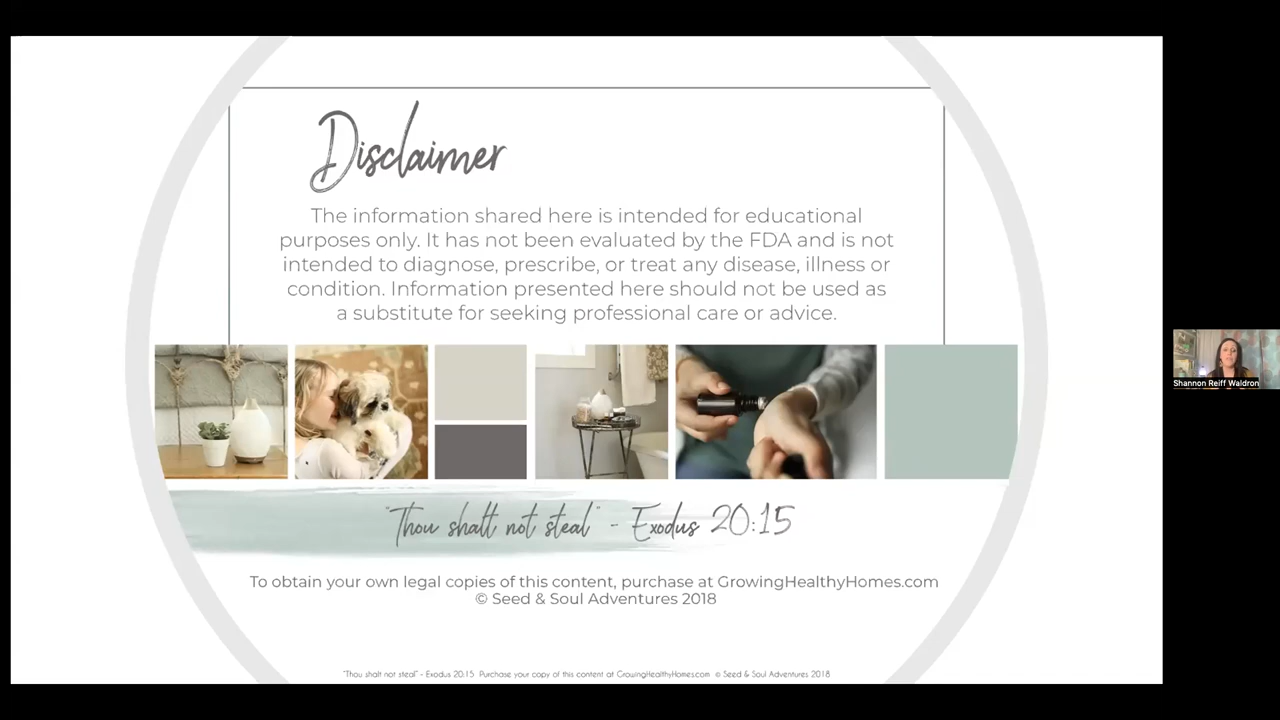 Disclaimer
The information shared here is intended for educational
purposes only. It has not been evaluated by the FDA and is not
intended to diagnose, prescribe, or treat any disease, illness or
condition. Information presented here should not be used as
a substitute for seeking professional care or advice.
Shannon Reiff Waldron
"Thou shalt not steal" - Exodus 20:15
To obtain your own legal copies of this content, purchase at GrowingHealthyHomes.com
© Seed & Soul Adventures 2018
"Thou shalt not steal" - Exodus 20:15 Purchase your copy of this content at GrowingHealthyHomes.com © Seed & Soul Adventures 2018